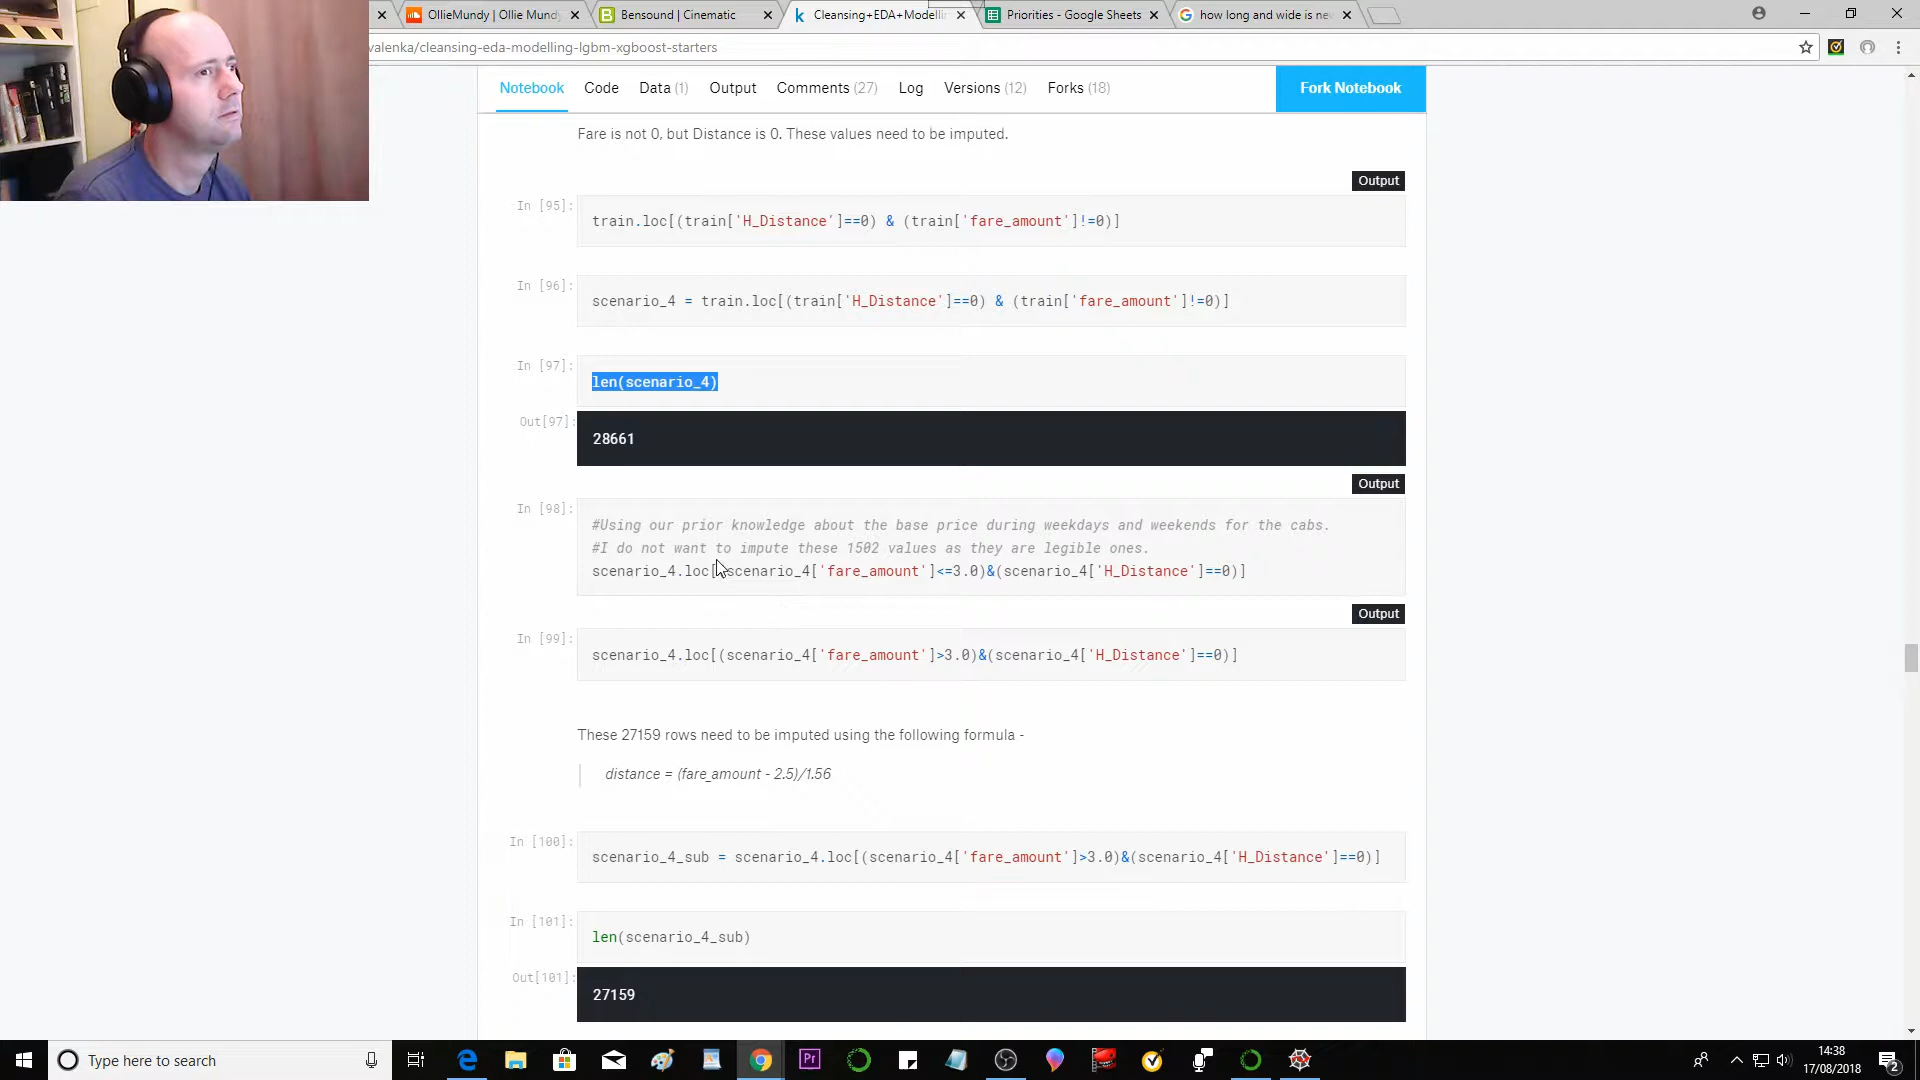 OllieMundy | Ollie Mund
Bensound | Cinematic
Cleansing+EDA+Modelli
Priorities - Google Sheets
how long and wide is ne
valenka/cleansing-eda-modelling-lgbm-xgboost-starters
Notebook Code Data (1) Output Comments (27) Log Versions (12) Forks (18) Fork Notebook
Fare is not 0, but Distance is 0. These values need to be imputed.
Output
In [95]: train.loc[(train['H_Distance']==0) & (train['fare_amount']!=0)]
In [96]: scenario_4 = train.loc[(train['H_Distance']==0) & (train['fare_amount']!=0)]
In [97]: len(scenario_4)
Out[97]: 28661
Output
In [98]: #Using our prior knowledge about the base price during weekdays and weekends for the cabs.
#I do not want to impute these 1502 values as they are legible ones.
scenario_4.loc[(scenario_4['fare_amount']<=3.0)&(scenario_4['H_Distance']==0)]
Output
In [99]: scenario_4.loc[(scenario_4['fare_amount']>3.0)&(scenario_4['H_Distance']==0)]
These 27159 rows need to be imputed using the following formula -
distance = (fare_amount - 2.5)/1.56
In [100]: scenario_4_sub = scenario_4.loc[(scenario_4['fare_amount']>3.0)&(scenario_4['H_Distance']==0)]
In [101]: len(scenario_4_sub)
Out[101]: 27159
Type here to search
14:38
17/08/2018
2